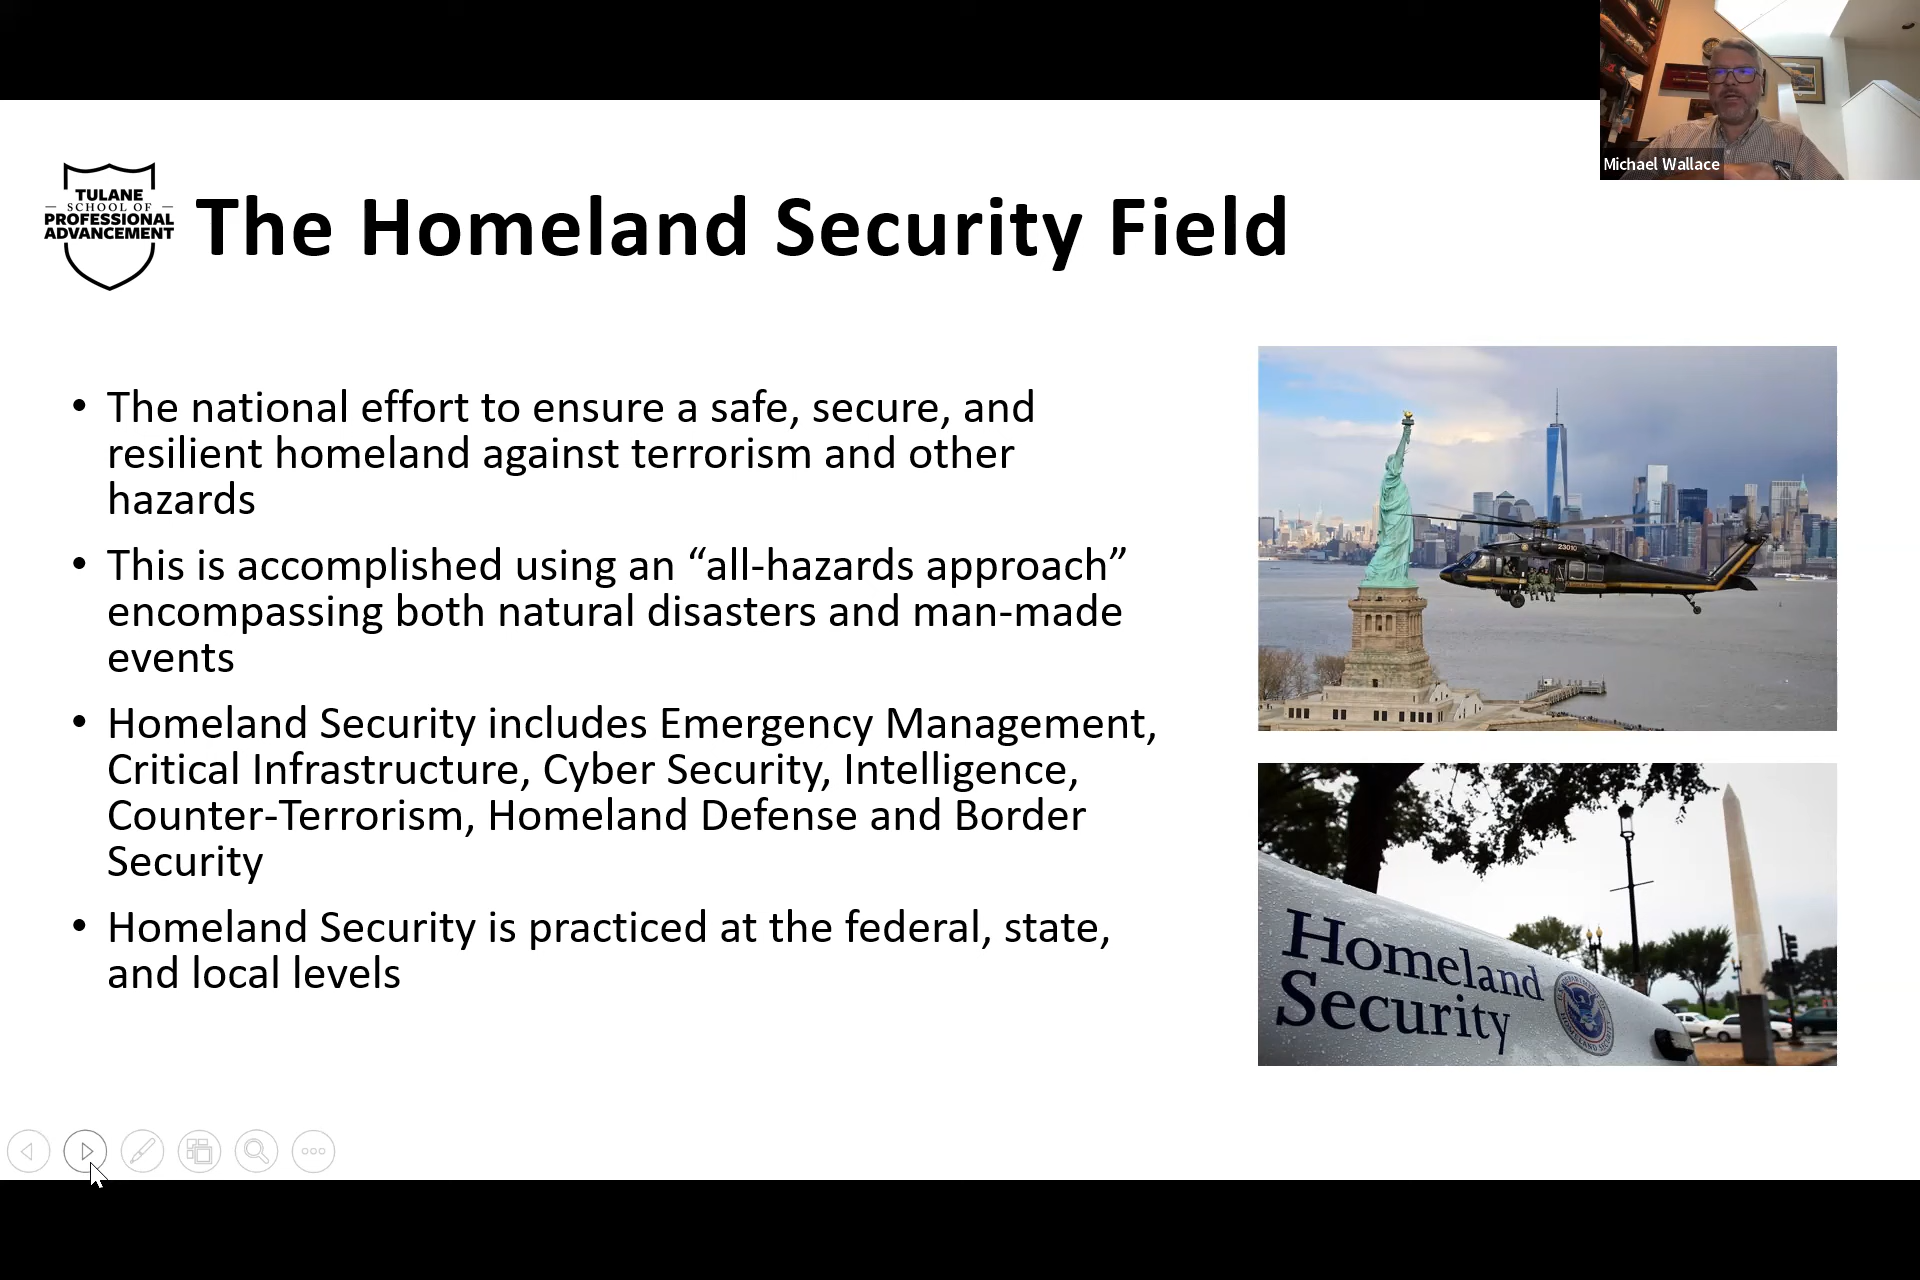 Michael Wallace
TULANE
SCHOOL OF
PROFESSIONAL
ADVANCEMENT
The Homeland Security Field
• The national effort to ensure a safe, secure, and
resilient homeland against terrorism and other
hazards
• This is accomplished using an “all-hazards approach”
encompassing both natural disasters and man-made
events
• Homeland Security includes Emergency Management,
Critical Infrastructure, Cyber Security, Intelligence,
Counter-Terrorism, Homeland Defense and Border
Security
• Homeland Security is practiced at the federal, state,
and local levels
23010
Homeland
Security